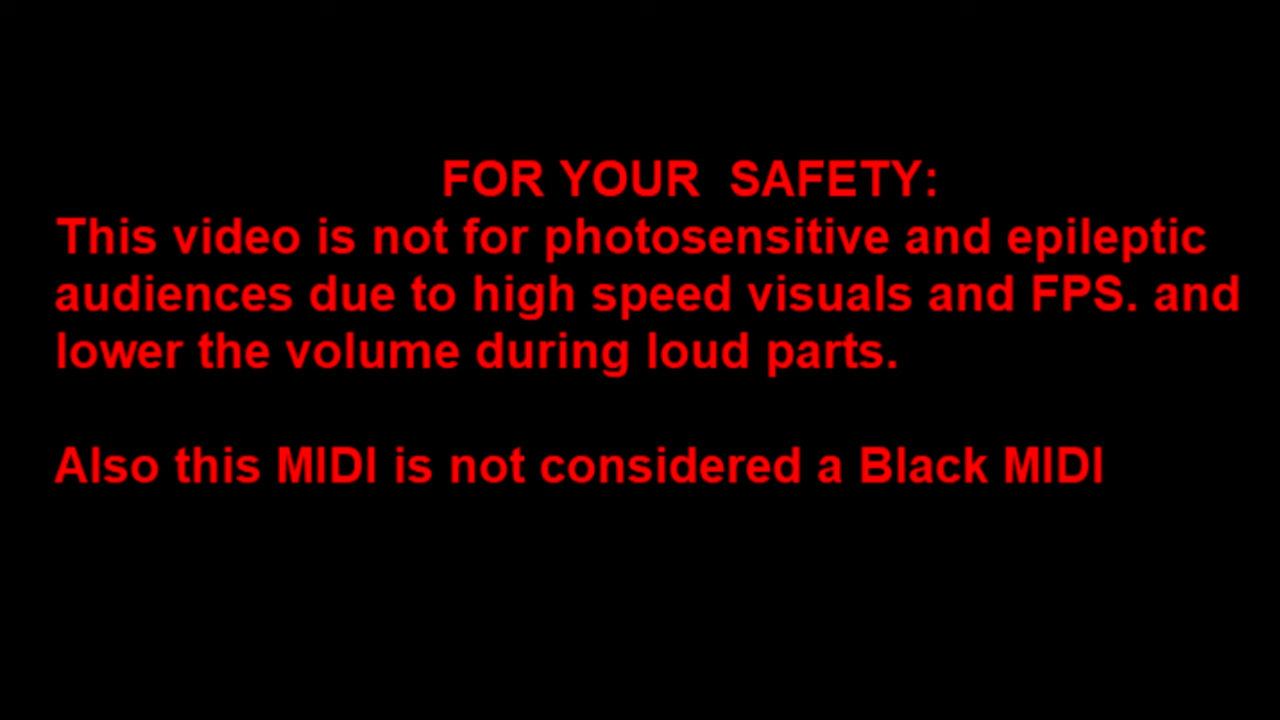 FOR YOUR  SAFETY:
This video is not for photosensitive and epileptic
audiences due to high speed visuals and FPS. and
lower the volume during loud parts.
Also this MIDI is not considered a Black MIDI